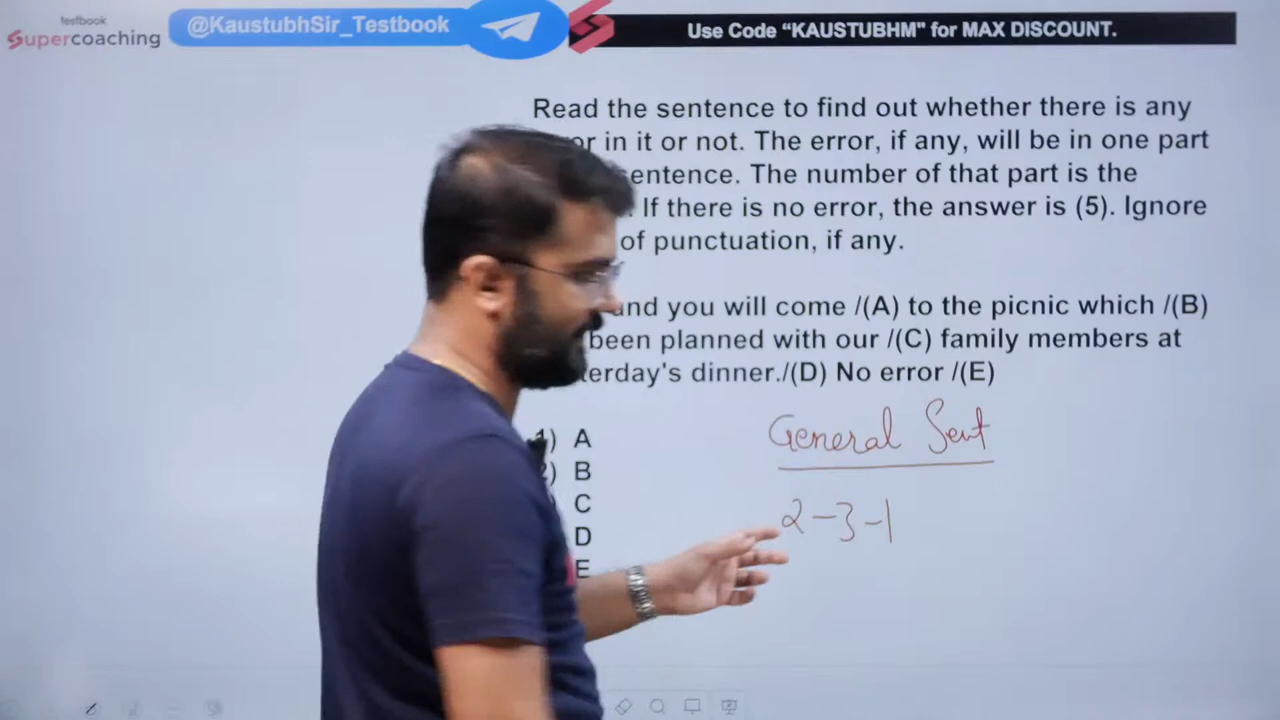 testbook
Supercoaching
@KaustubhSir_Testbook
Use Code “KAUSTUBHM" for MAX DISCOUNT.
Read the sentence to find out whether there is any
in it or not. The error, if any, will be in one part
sentence. The number of that part is the
If there is no error, the answer is (5). Ignore
of punctuation, if any.
and you will come /(A) to the picnic which /(B)
been planned with our /(C) family members at
dinner./(D) No error /(E)
General Sent
1) A
2) B
C
2-3-1
D
E